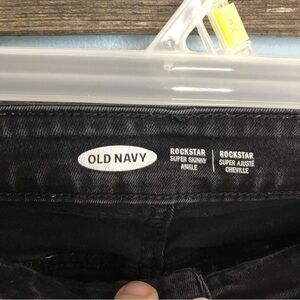 OLD NAVY
ROCKSTAR
SUPER SKINNY
ANKLE
ROCKSTAR
SUPER AJUSTÉ
CHEVILLE